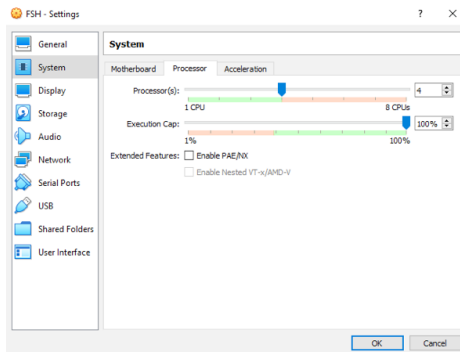 FSH - Settings
?
General
System
Display
Storage
Audio
Network
Serial Ports
USB
Shared Folders
User Interface
System
Motherboard Processor Acceleration
Processor(s): 4
1 CPU 8 CPUs
Execution Cap: 100%
1% 100%
Extended Features: Enable PAE/NX
Enable Nested VT-x/AMD-V
OK Cancel